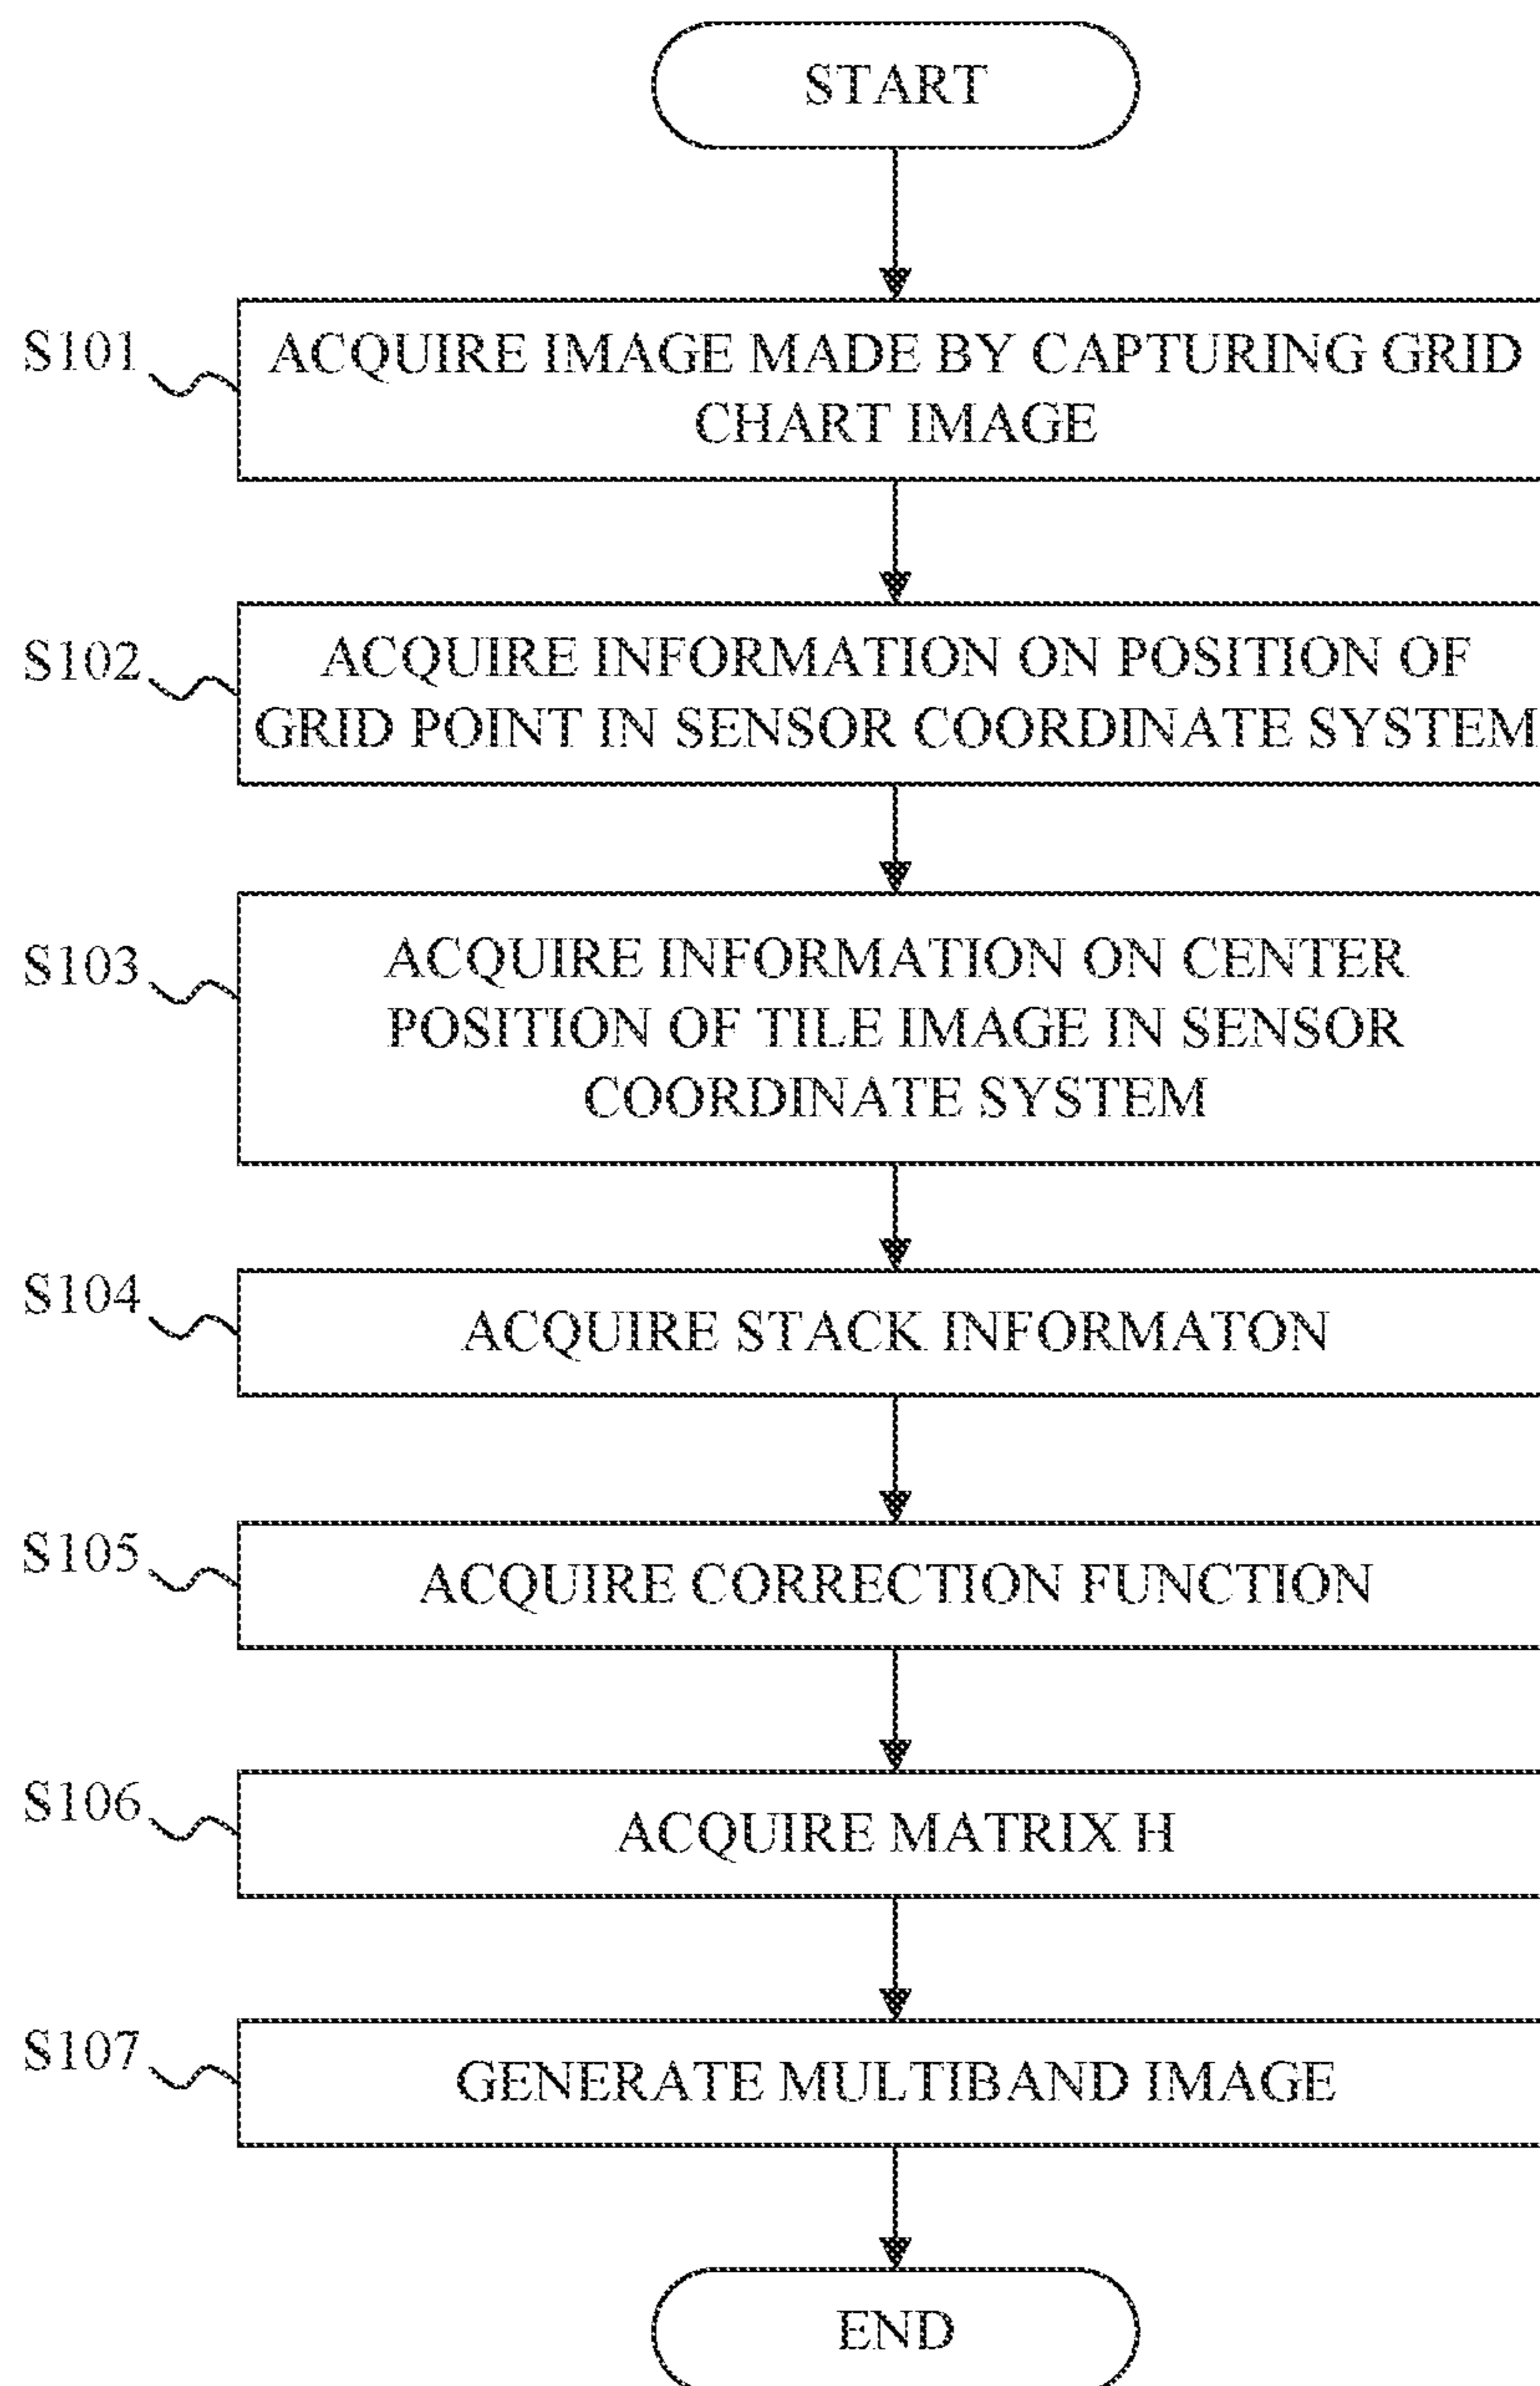 START
S101
ACQUIRE IMAGE MADE BY CAPTURING GRID
CHART IMAGE
S102
ACQUIRE INFORMATION ON POSITION OF
GRID POINT IN SENSOR COORDINATE SYSTEM
S103
ACQUIRE INFORMATION ON CENTER
POSITION OF TILE IMAGE IN SENSOR
COORDINATE SYSTEM
S104
ACQUIRE STACK INFORMATON
S105
ACQUIRE CORRECTION FUNCTION
S106
ACQUIRE MATRIX H
S107
GENERATE MULTIBAND IMAGE
END